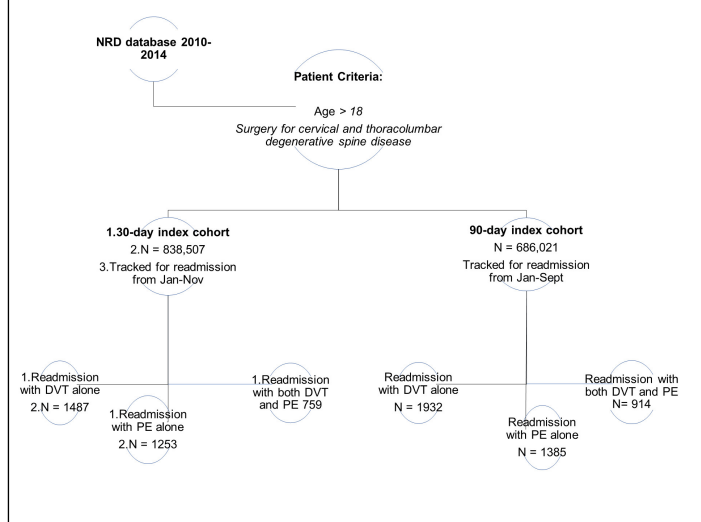 NRD database 2010-
2014
Patient Criteria:
Age > 18
Surgery for cervical and thoracolumbar
degenerative spine disease
1.30-day index cohort
2.N = 838,507
3.Tracked for readmission
from Jan-Nov
90-day index cohort
N = 686,021
Tracked for readmission
from Jan-Sept
1.Readmission
with DVT alone
2.N = 1487
1.Readmission
with PE alone
2.N = 1253
1.Readmission
with both DVT
and PE 759
Readmission
with DVT alone
N = 1932
Readmission
with PE alone
N = 1385
Readmission with
both DVT and PE
N= 914